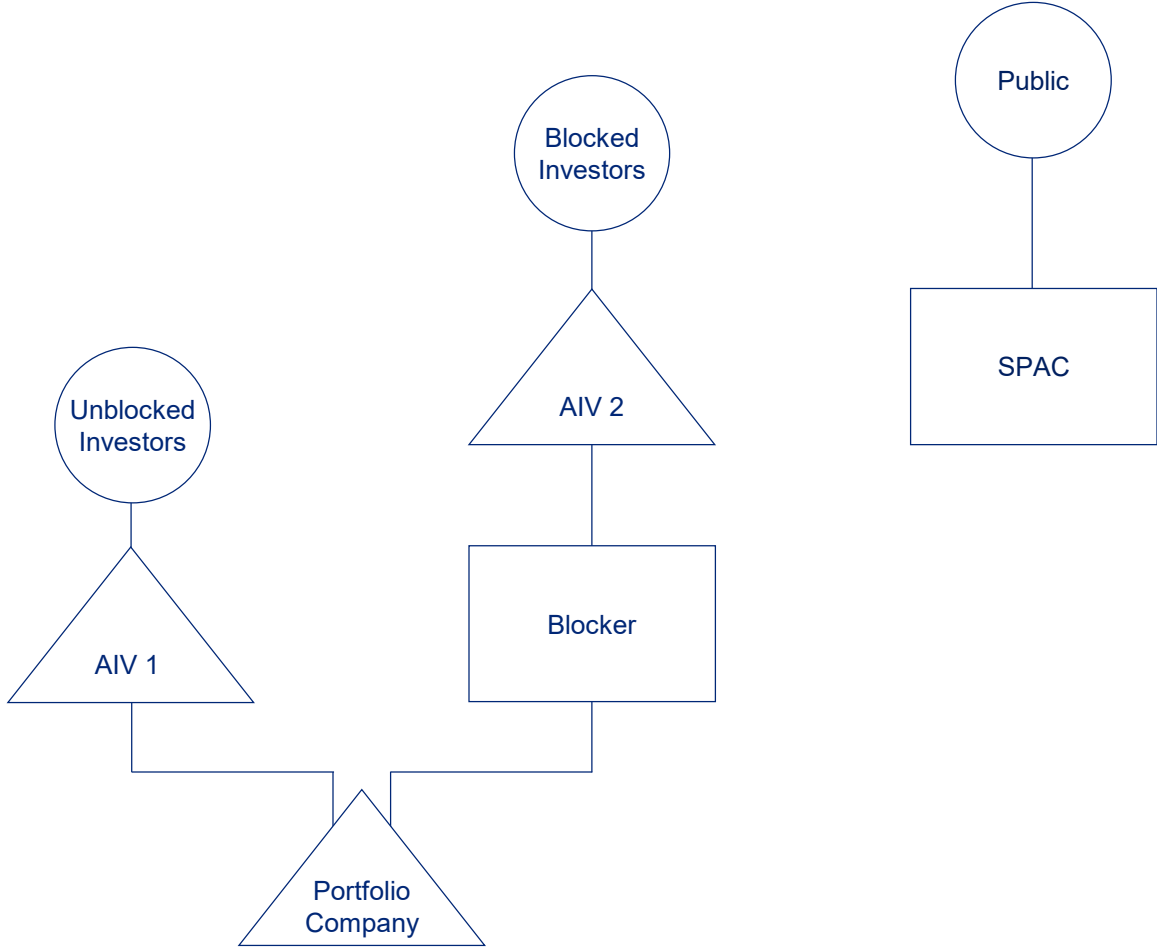 Public
Blocked
Investors
SPAC
Unblocked
Investors
AIV 2
Blocker
AIV 1
Portfolio
Company